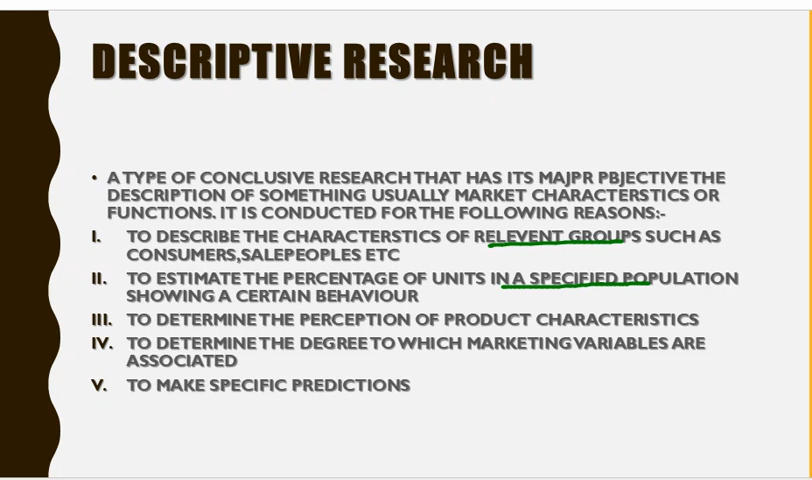 DESCRIPTIVE RESEARCH
• A TYPE OF CONCLUSIVE RESEARCH THAT HAS ITS MAJPR PBJECTIVE THE
DESCRIPTION OF SOMETHING USUALLY MARKET CHARACTERSTICS OR
FUNCTIONS. IT IS CONDUCTED FOR THE FOLLOWING REASONS:-
I. TO DESCRIBE THE CHARACTERSTICS OF RELEVENT GROUPS SUCH AS
CONSUMERS,SALEPEOPLES ETC
II. TO ESTIMATE THE PERCENTAGE OF UNITS IN A SPECIFIED POPULATION
SHOWING A CERTAIN BEHAVIOUR
III. TO DETERMINE THE PERCEPTION OF PRODUCT CHARACTERISTICS
IV. TO DETERMINE THE DEGREE TO WHICH MARKETING VARIABLES ARE
ASSOCIATED
V. TO MAKE SPECIFIC PREDICTIONS